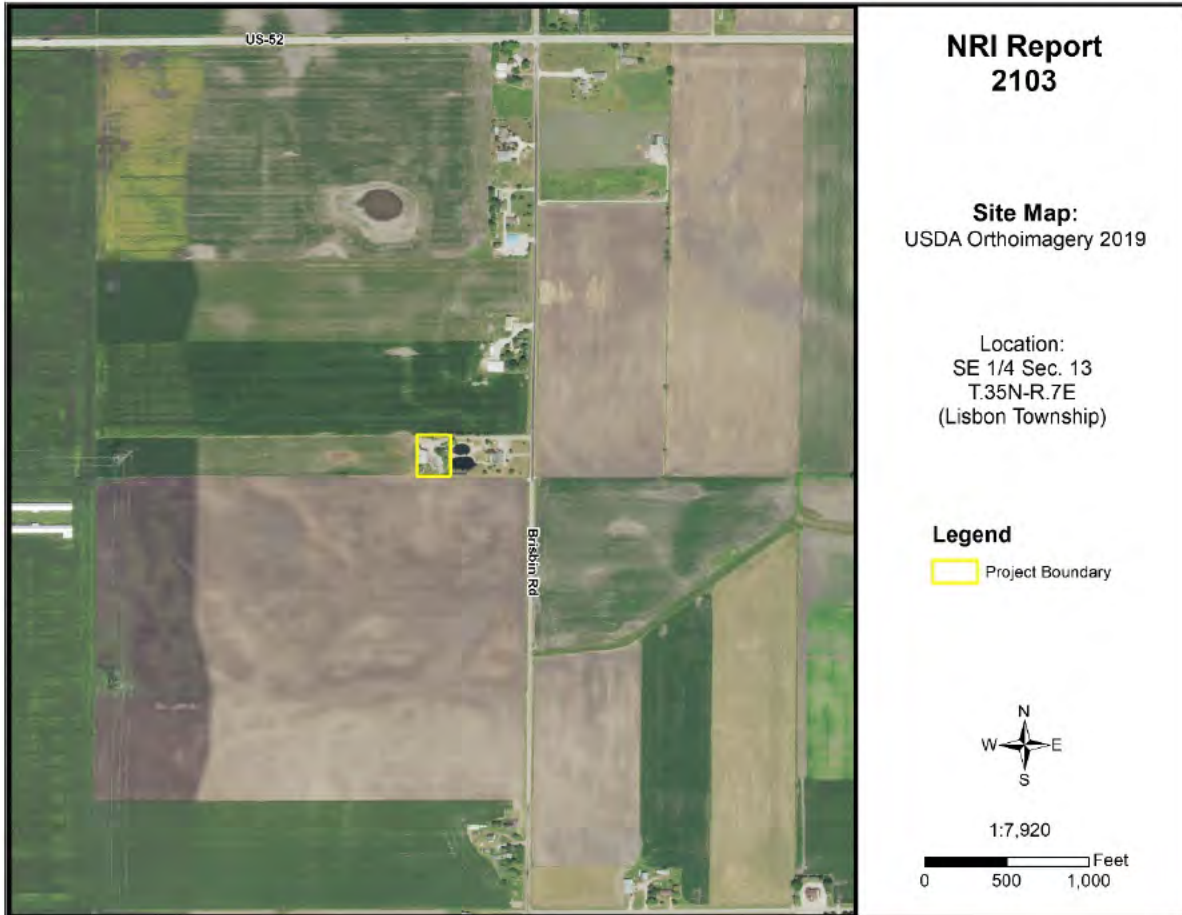 US-52
Brisbin Rd
NRI Report
2103
Site Map:
USDA Orthoimagery 2019
Location:
SE 1/4 Sec. 13
T.35N-R.7E
(Lisbon Township)
Legend
Project Boundary
N
W E
S
1:7,920
Feet
0 500 1,000